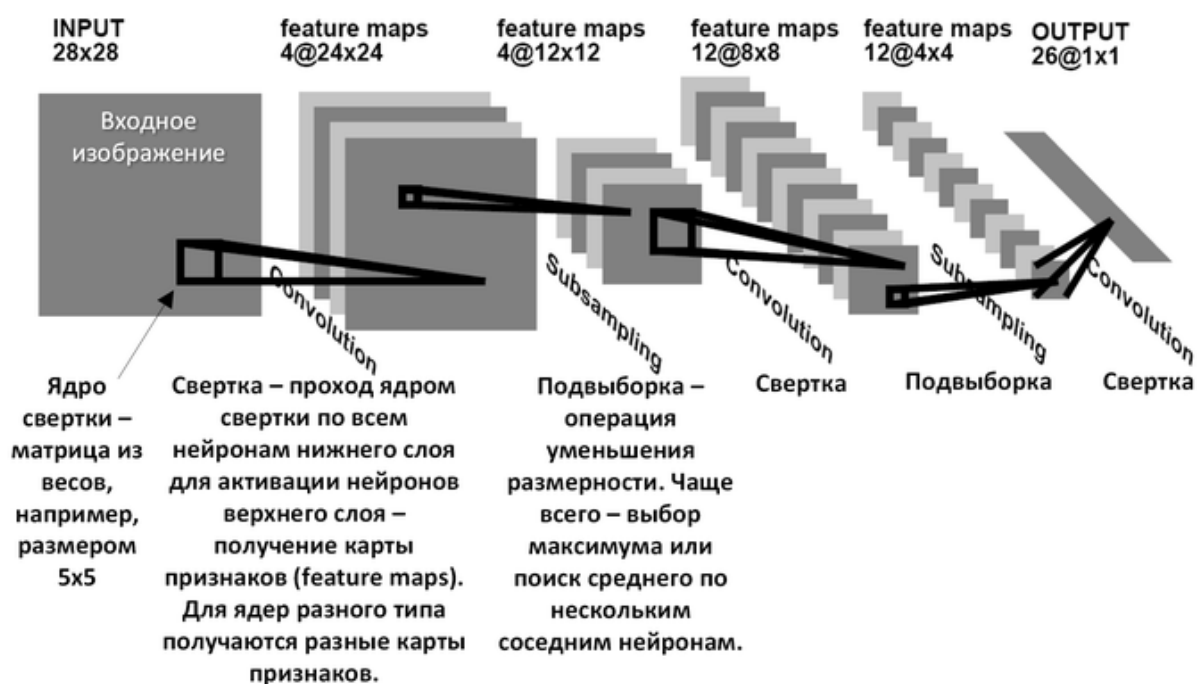 INPUT
28x28
feature maps
4@24x24
feature maps
4@12x12
feature maps
12@8x8
feature maps
12@4x4
OUTPUT
26@1x1
Входное
изображение
Convolution
Subsampling
Convolution
Subsampling
Convolution
Ядро
свертки –
матрица из
весов,
например,
размером
5x5
Свертка – проход ядром
свертки по всем
нейронам нижнего слоя
для активации нейронов
верхнего слоя –
получение карты
признаков (feature maps).
Для ядер разного типа
получаются разные карты
признаков.
Подвыборка –
операция
уменьшения
размерности. Чаще
всего – выбор
максимума или
поиск среднего по
нескольким
соседним нейронам.
Свертка
Подвыборка
Свертка